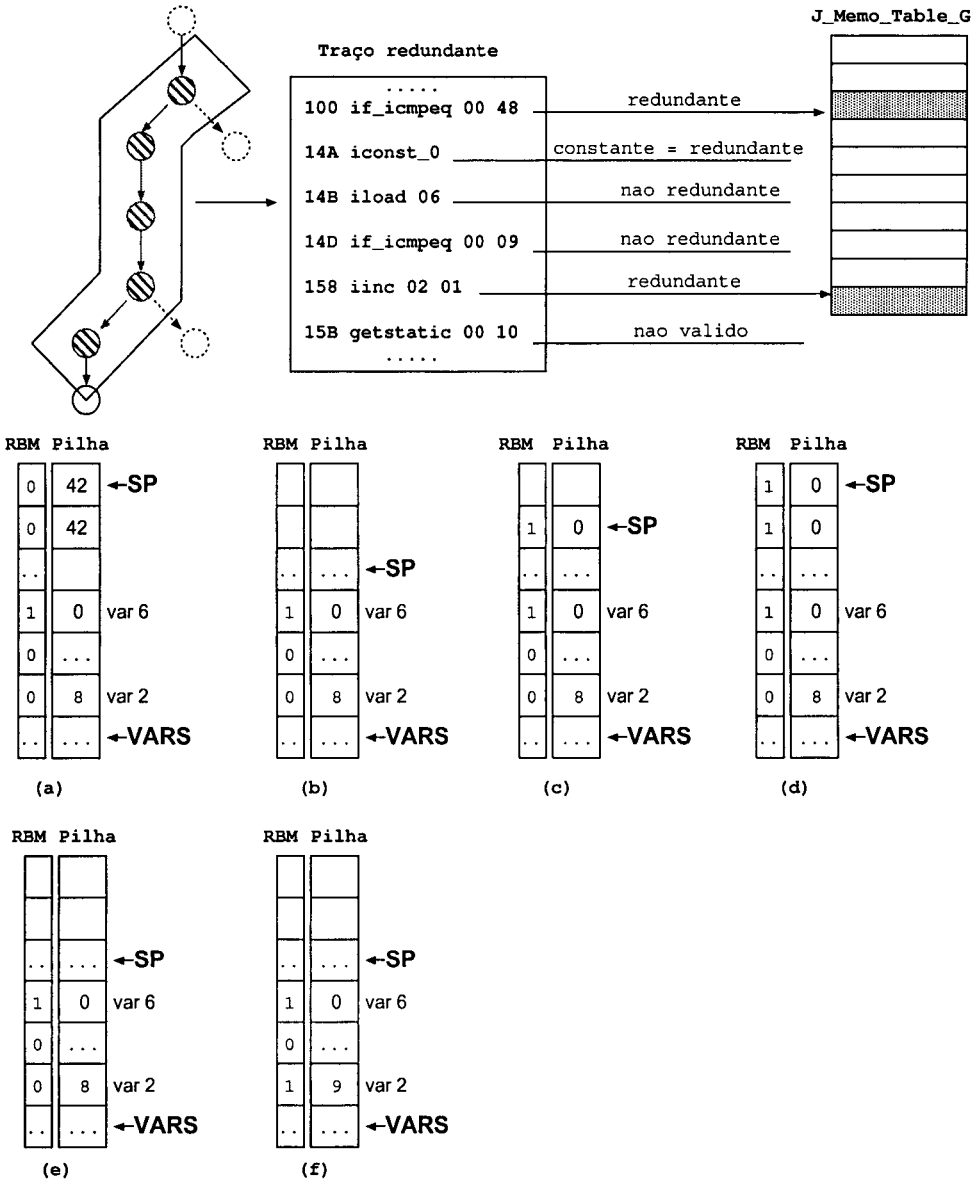 J_Memo_Table_G
Traço redundante
.....
100 if_icmpeq 00 48
redundante
14A iconst_0
constante = redundante
14B iload 06
nao redundante
14D if_icmpeq 00 09
nao redundante
158 iinc 02 01
redundante
15B getstatic 00 10
nao valido
.....
RBM Pilha
0 42 ←SP
0 42
..
1 0 var 6
0 ...
0 8 var 2
.. ... ←VARS
(a)
RBM Pilha
.. ... ←SP
1 0 var 6
0 ...
0 8 var 2
.. ... ←VARS
(b)
RBM Pilha
1 0 ←SP
.. ...
1 0 var 6
0 ...
0 8 var 2
.. ... ←VARS
(c)
RBM Pilha
1 0 ←SP
1 0
.. ...
1 0 var 6
0 ...
0 8 var 2
.. ... ←VARS
(d)
RBM Pilha
.. ... ←SP
1 0 var 6
0 ...
0 8 var 2
.. ... ←VARS
(e)
RBM Pilha
.. ... ←SP
1 0 var 6
0 ...
1 9 var 2
.. ... ←VARS
(f)